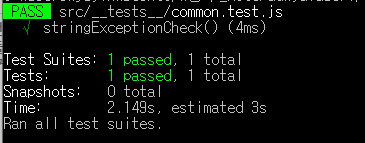 PASS src/__tests__/common.test.js
√ stringExceptionCheck() (4ms)
Test Suites: 1 passed, 1 total
Tests: 1 passed, 1 total
Snapshots: 0 total
Time: 2.149s, estimated 3s
Ran all test suites.